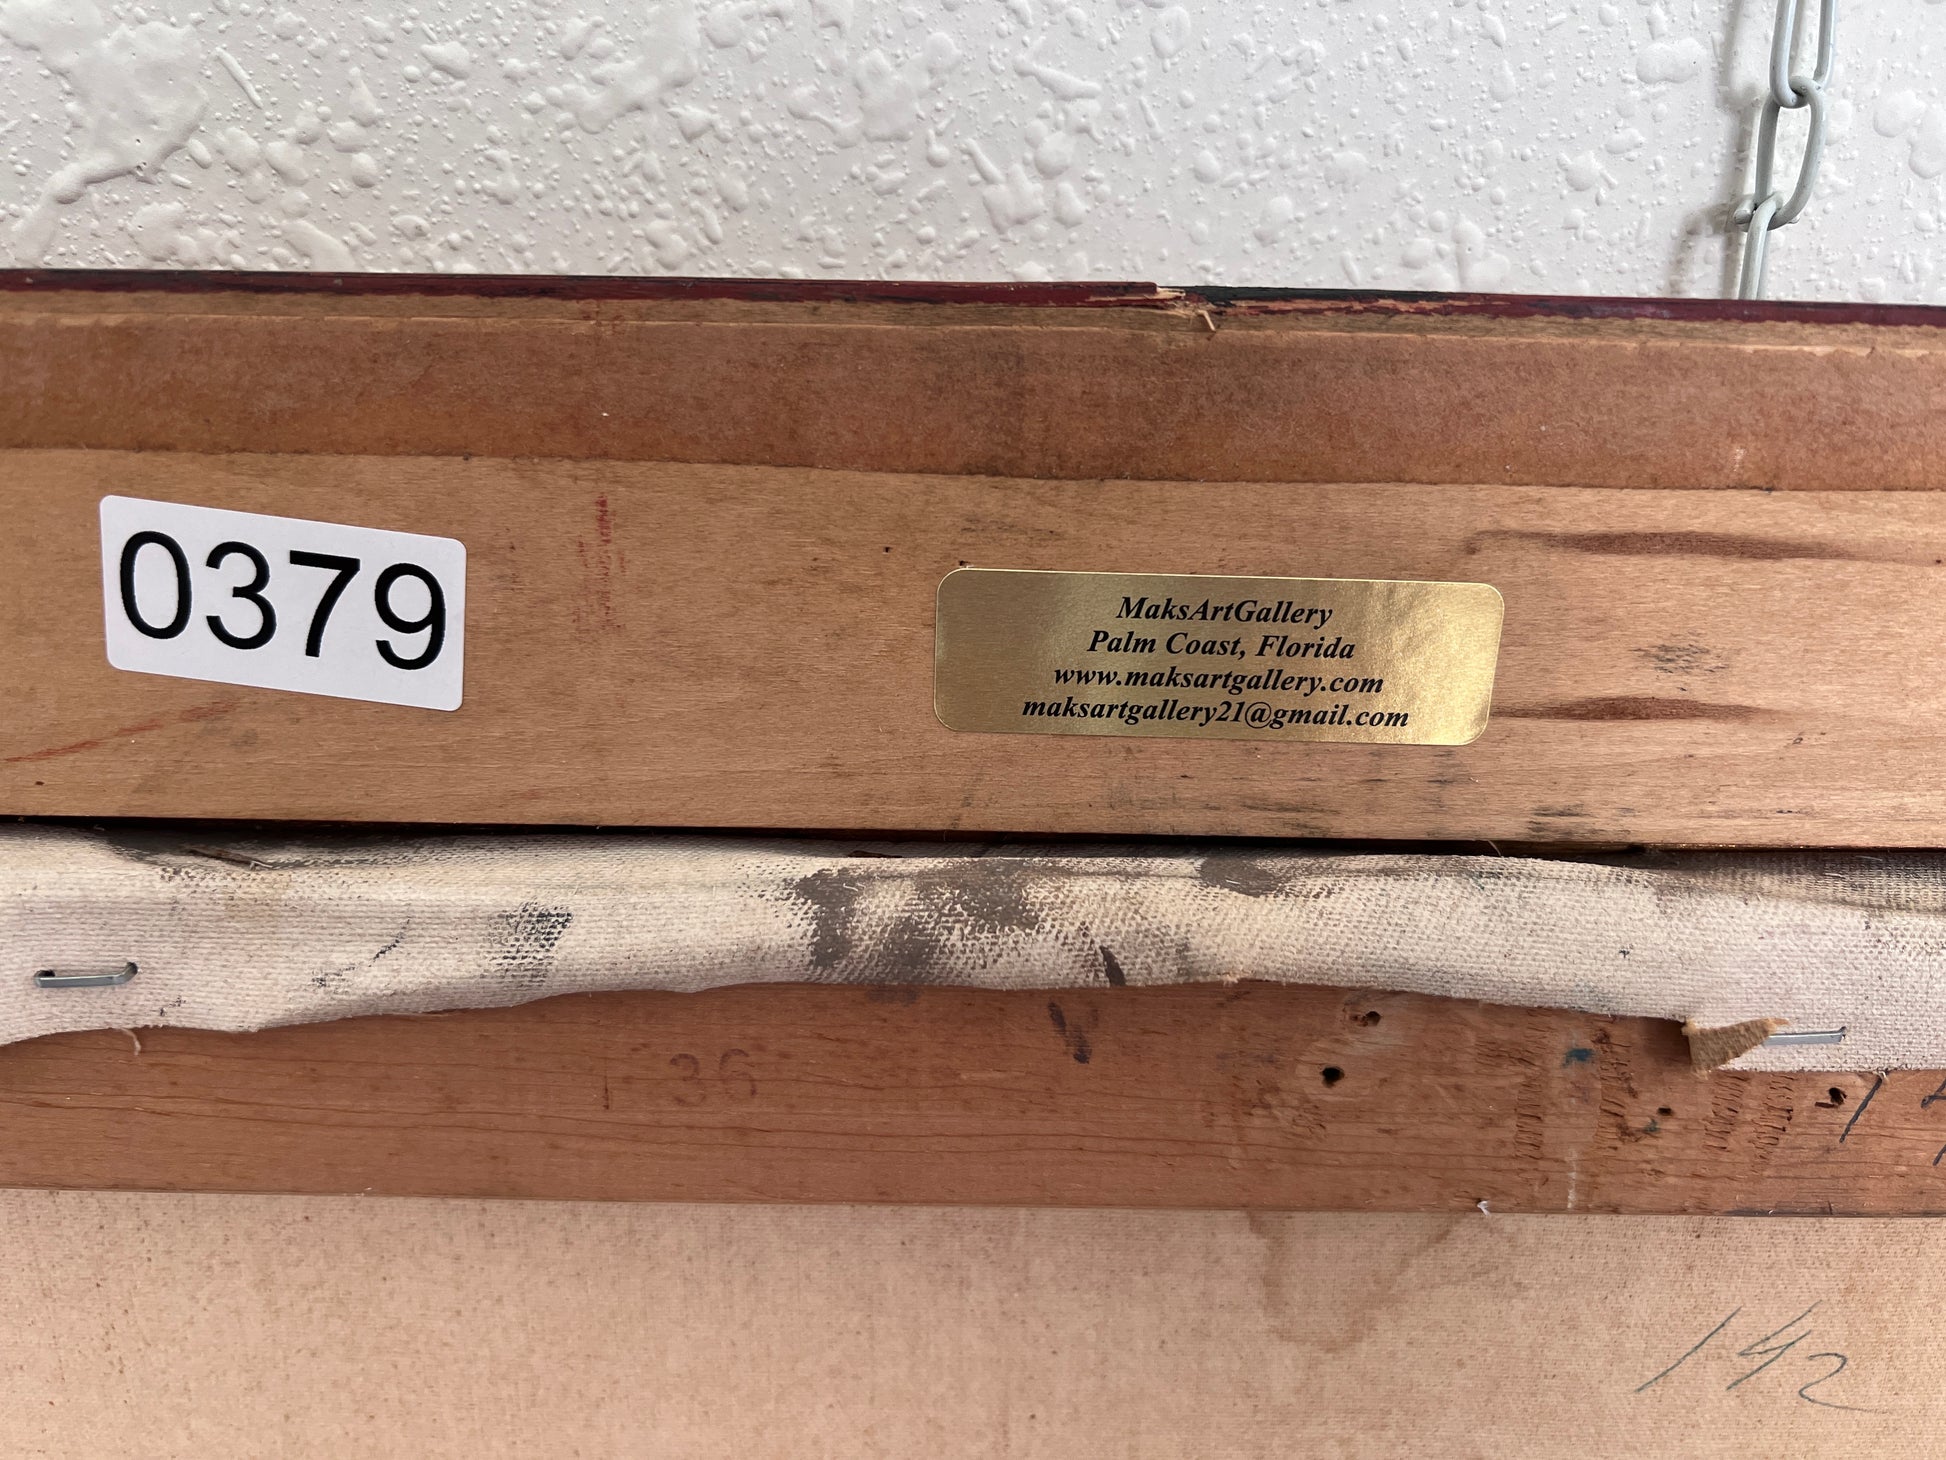 0379
MaksArtGallery
Palm Coast, Florida
www.maksartgallery.com
maksartgallery21@gmail.com
36
142